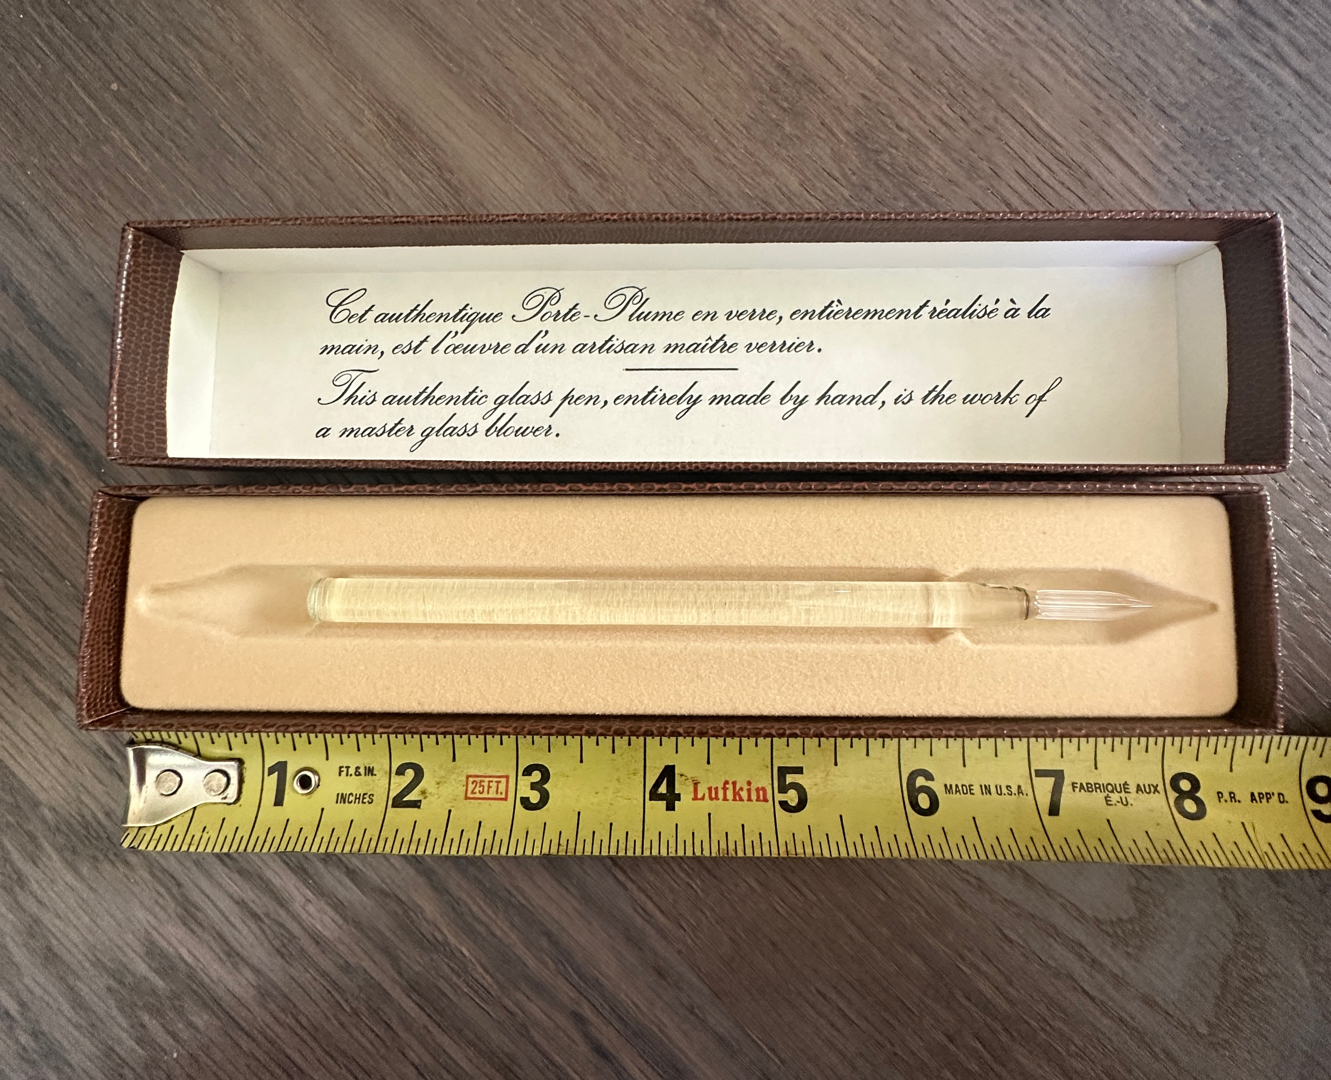 Cet authentique Porte-Plume en verre, entièrement réalisé à la
main, est l'œuvre d'un artisan maître verrier.
This authentic glass pen, entirely made by hand, is the work of
a master glass blower.
1 FT. & IN. INCHES 2 25 FT. 3 4 Lufkin 5 6 MADE IN U.S.A. 7 FABRIQUÉ AUX É.-U. 8 P.R. APP'D. 9